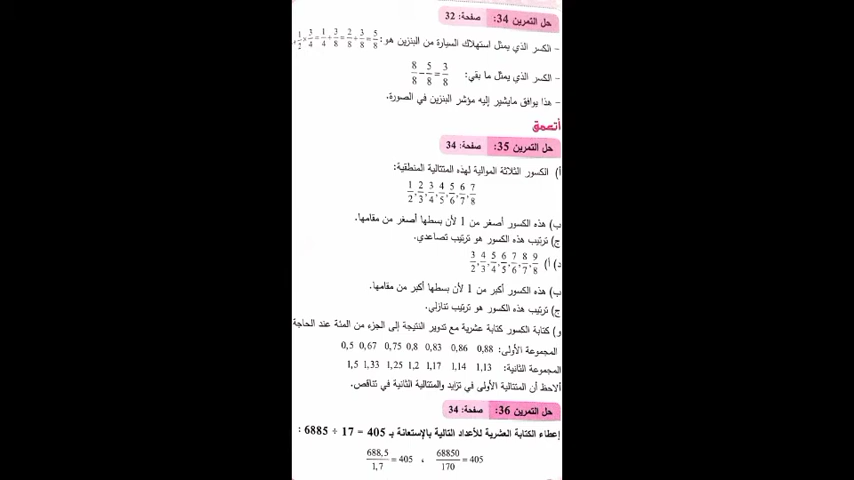 حل التمرين 34: صفحة: 32
– الكسر الذي يمثل استهلاك السيارة من البنزين هو: 1/2 × 3/4 = 1/4 + 3/8 = 2/8 + 3/8 = 5/8
– الكسر الذي يمثل ما بقي: 8/8 – 5/8 = 3/8
– هذا يوافق مايشير إليه مؤشر البنزين في الصورة.
أتعمق
حل التمرين 35: صفحة: 34
أ) الكسور الثلاثة الموالية لهذه المتتالية المنطقية:
1/2, 2/3, 3/4, 4/5, 5/6, 6/7, 7/8
ب) هذه الكسور أصغر من 1 لأن بسطها أصغر من مقامها.
ج) ترتيب هذه الكسور هو ترتيب تصاعدي.
د) أ) 3/2, 4/3, 5/4, 6/5, 7/6, 8/7, 9/8
ب) هذه الكسور أكبر من 1 لأن بسطها أكبر من مقامها.
ج) ترتيب هذه الكسور هو ترتيب تنازلي.
و) كتابة الكسور كتابة عشرية مع تدوير النتيجة إلى الجزء من المئة عند الحاجة
المجموعة الأولى: 0,88 0,86 0,83 0,8 0,75 0,67 0,5
المجموعة الثانية: 1,13 1,14 1,17 1,2 1,25 1,33 1,5
ألاحظ أن المتتالية الأولى في تزايد والمتتالية الثانية في تناقص.
حل التمرين 36: صفحة: 34
إعطاء الكتابة العشرية للأعداد التالية بالإستعانة بـ 405 = 17 ÷ 6885 :
688,5/1,7 = 405 ، 68850/170 = 405